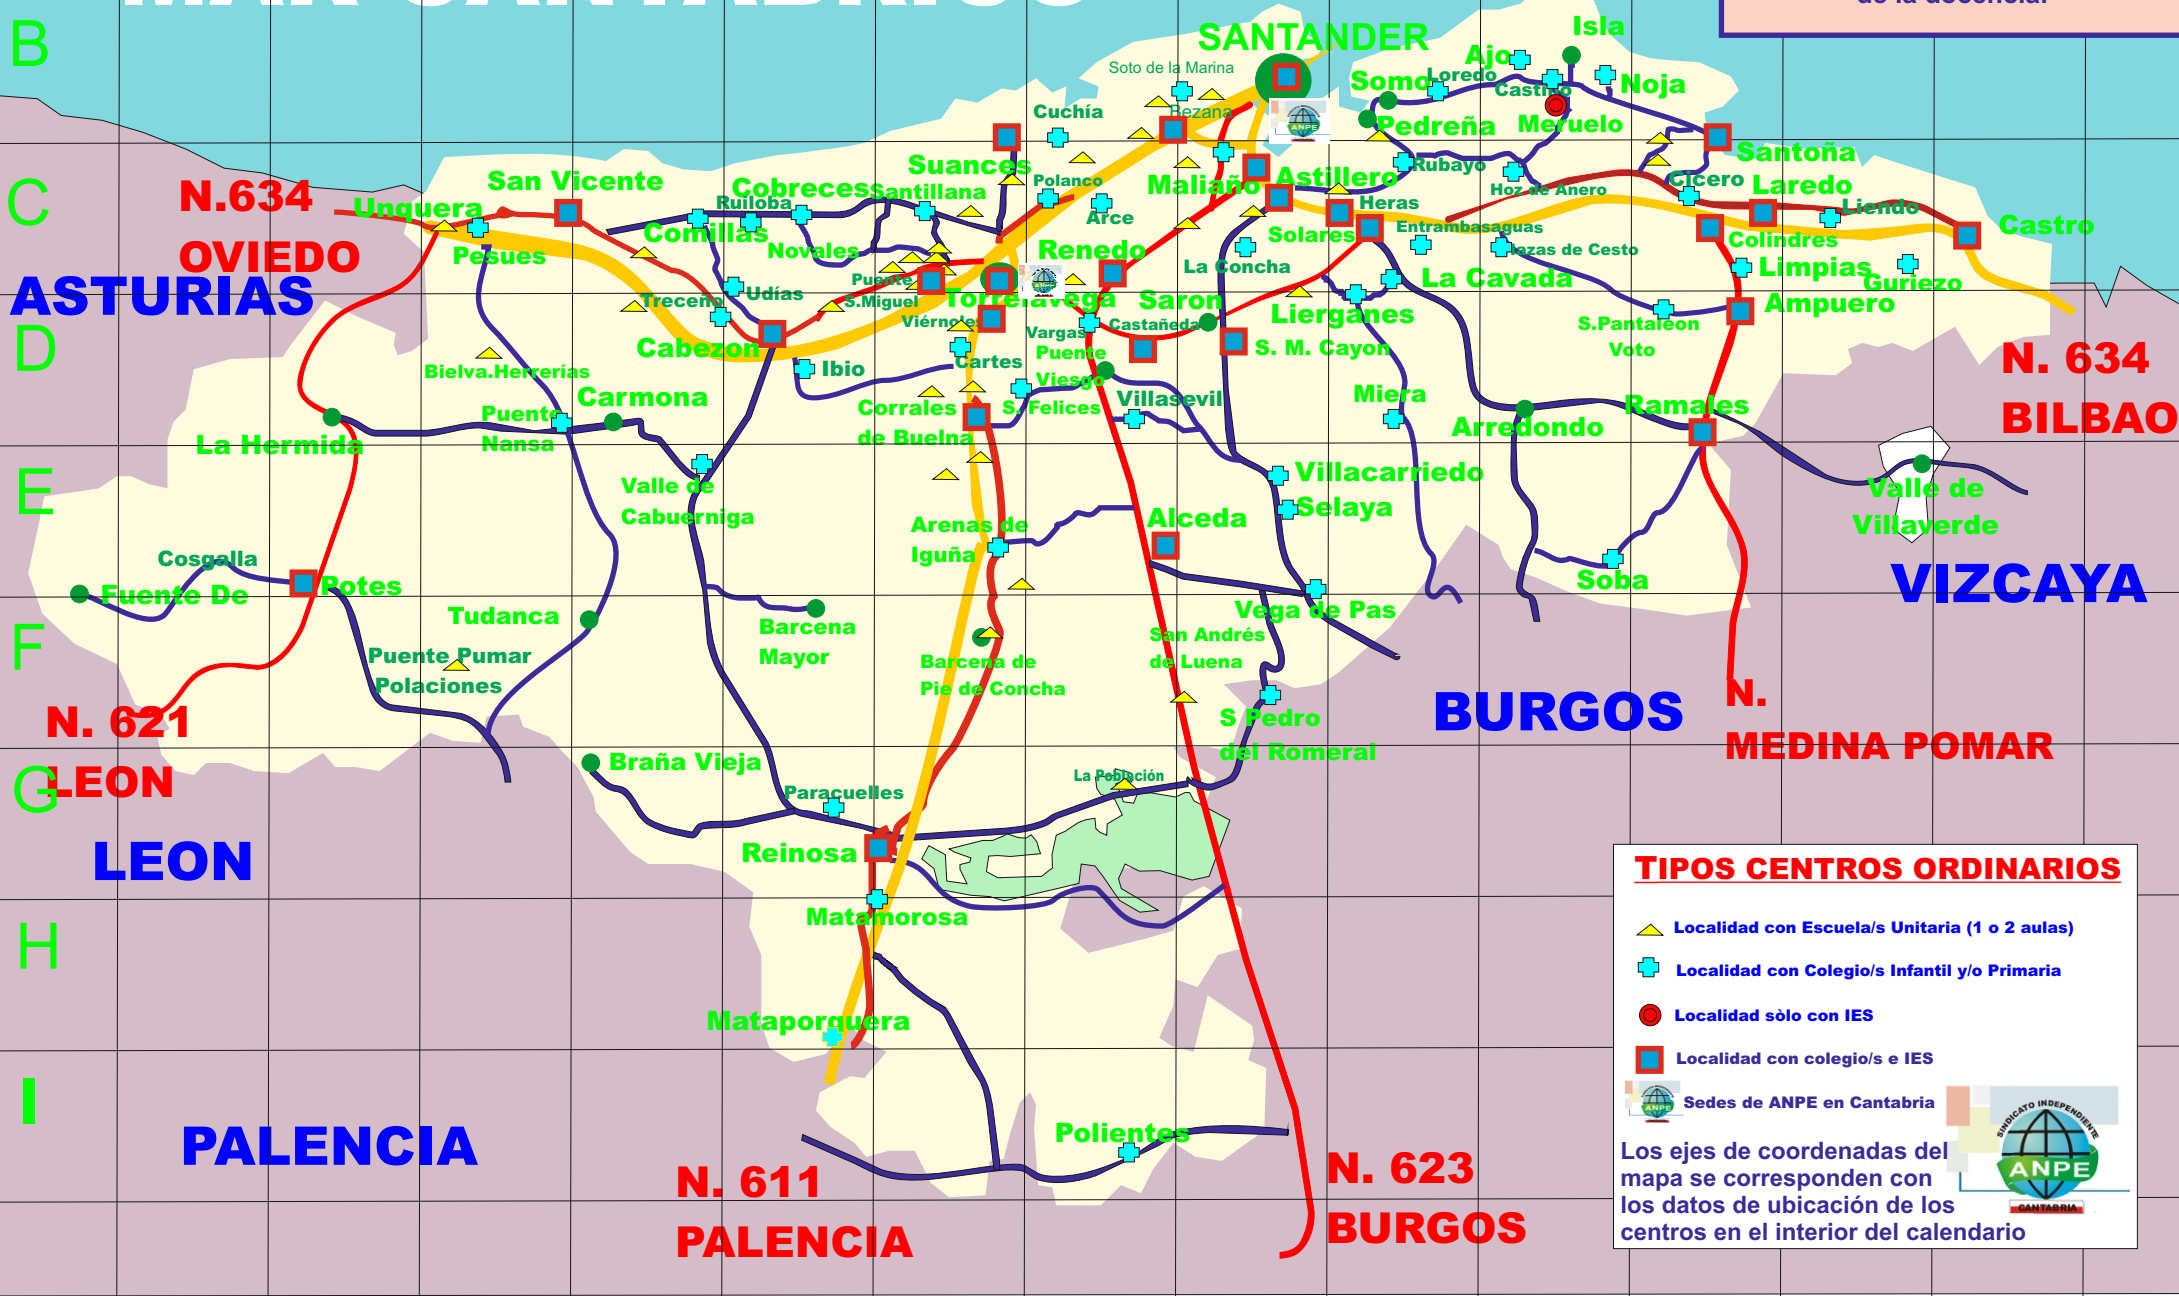 B
SANTANDER
Isla
Ajo
Soto de la Marina
Somo
Loredo
Noja
Castillo
Cuchía
Bezana
ANPE
Pedreña
Meruelo
C
N.634
OVIEDO
Unquera
San Vicente
Cobreces
Suances
Santillana
Ruiloba
Polanco
Maliaño
Astillero
Rubayo
Santoña
Hoz de Anero
Cicero
Laredo
Arce
Heras
Liendo
Comillas
Novales
Renedo
Solares
Entrambasaguas
Colindres
Castro
Pesues
La Concha
La Cavada
Limpias
Guriezo
ASTURIAS
Puente
S.Miguel
Torrelavega
Saron
Udías
Treceño
Ampuero
D
Viérnoles
Vargas
Castañeda
Lierganes
S.Pantaleon
Voto
Cabezon
Cartes
Puente
Viesgo
S. M. Cayon
N. 634
BILBAO
Ibio
Bielva.Herrerías
Carmona
Corrales
de Buelna
S. Felices
Villasevil
Miera
Ramales
Puente
Nansa
La Hermida
Arredondo
E
Valle de
Cabuerniga
Villacarriedo
Selaya
Valle de
Villaverde
Arenas de
Iguña
Alceda
Cosgalla
Fuente De
Potes
Soba
VIZCAYA
Tudanca
Barcena
Mayor
Vega de Pas
F
San Andrés
de Luena
Puente Pumar
Polaciones
Barcena de
Pie de Concha
BURGOS
N. 621
LEON
S Pedro
del Romeral
N.
MEDINA POMAR
G
Braña Vieja
La Población
Paracuelles
LEON
Reinosa
TIPOS CENTROS ORDINARIOS
Matamorosa
Localidad con Escuela/s Unitaria (1 o 2 aulas)
H
Localidad con Colegio/s Infantil y/o Primaria
Mataporquera
Localidad sòlo con IES
Localidad con colegio/s e IES
I
ANPE
Sedes de ANPE en Cantabria
PALENCIA
Polientes
SINDICATO INDEPENDIENTE
ANPE
CANTABRIA
Los ejes de coordenadas del
mapa se corresponden con
los datos de ubicación de los
centros en el interior del calendario
N. 611
PALENCIA
N. 623
BURGOS